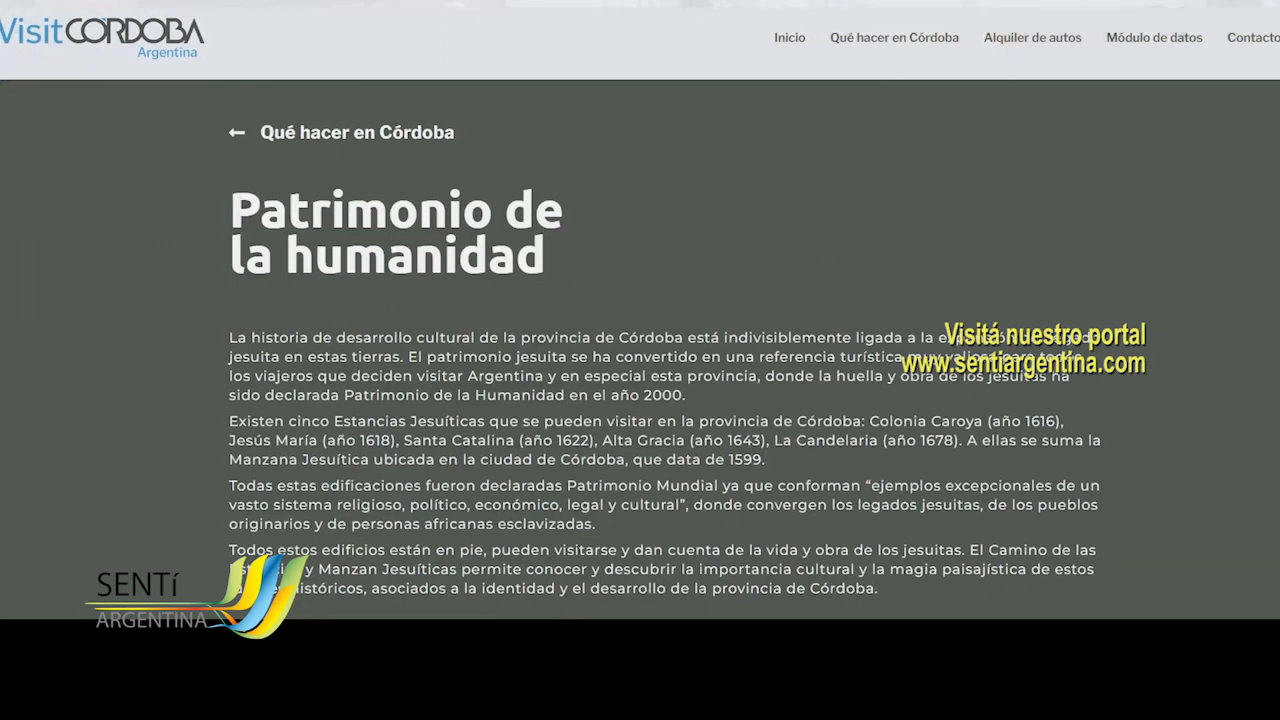 Visit CÓRDOBA
Argentina
Inicio Qué hacer en Córdoba Alquiler de autos Módulo de datos Contacto
← Qué hacer en Córdoba
Patrimonio de
la humanidad
La historia de desarrollo cultural de la provincia de Córdoba está indivisiblemente ligada a la
jesuita en estas tierras. El patrimonio jesuita se ha convertido en una referencia turística
los viajeros que deciden visitar Argentina y en especial esta provincia, donde la huella y obra de los jesuitas ha
sido declarada Patrimonio de la Humanidad en el año 2000.
Visitá nuestro portal
www.sentiargentina.com
Existen cinco Estancias Jesuíticas que se pueden visitar en la provincia de Córdoba: Colonia Caroya (año 1616),
Jesús María (año 1618), Santa Catalina (año 1622), Alta Gracia (año 1643), La Candelaria (año 1678). A ellas se suma la
Manzana Jesuítica ubicada en la ciudad de Córdoba, que data de 1599.
Todas estas edificaciones fueron declaradas Patrimonio Mundial ya que conforman “ejemplos excepcionales de un
vasto sistema religioso, político, económico, legal y cultural”, donde convergen los legados jesuitas, de los pueblos
originarios y de personas africanas esclavizadas.
Todos estos edificios están en pie, pueden visitarse y dan cuenta de la vida y obra de los jesuitas. El Camino de las
y Manzan Jesuíticas permite conocer y descubrir la importancia cultural y la magia paisajística de estos
históricos, asociados a la identidad y el desarrollo de la provincia de Córdoba.
SENTí
ARGENTINA